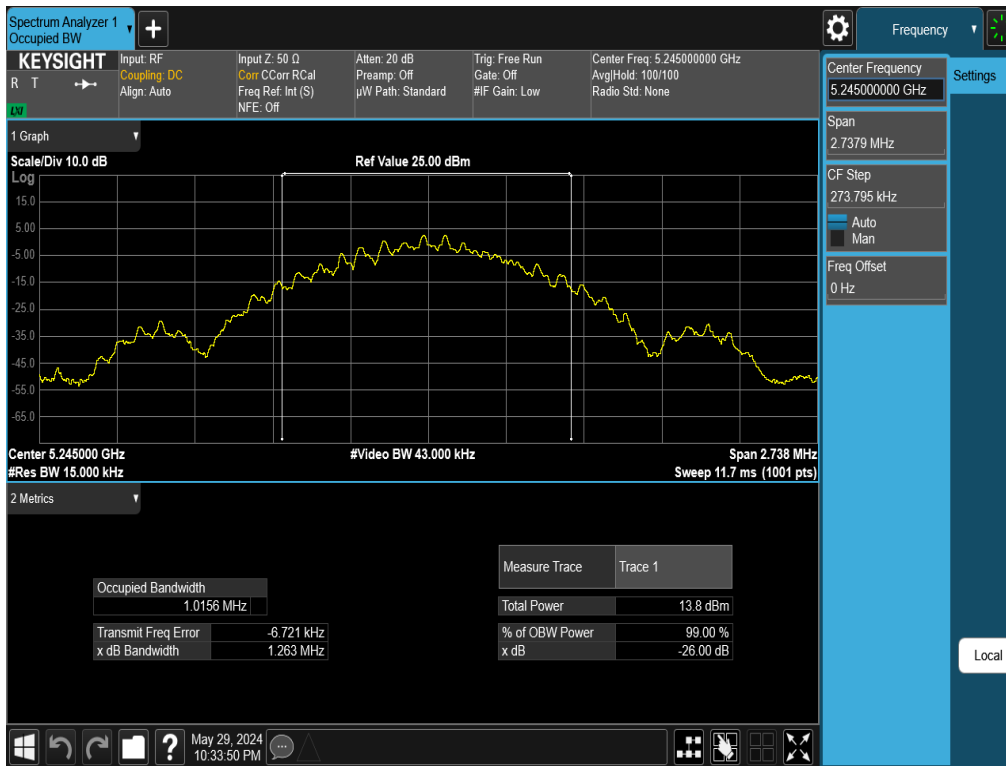 Spectrum Analyzer 1
Occupied BW
Frequency
KEYSIGHT
R T
LXI
Input: RF
Coupling: DC
Align: Auto
Input Z: 50 Ω
Corr CCorr RCal
Freq Ref: Int (S)
NFE: Off
Atten: 20 dB
Preamp: Off
µW Path: Standard
Trig: Free Run
Gate: Off
#IF Gain: Low
Center Freq: 5.245000000 GHz
Avg|Hold: 100/100
Radio Std: None
Center Frequency
5.245000000 GHz
Settings
Span
2.7379 MHz
CF Step
273.795 kHz
Auto
Man
Freq Offset
0 Hz
Local
1 Graph
Scale/Div 10.0 dB
Ref Value 25.00 dBm
Log
15.0
5.00
-5.00
-15.0
-25.0
-35.0
-45.0
-55.0
-65.0
Center 5.245000 GHz
#Video BW 43.000 kHz
Span 2.738 MHz
#Res BW 15.000 kHz
Sweep 11.7 ms (1001 pts)
2 Metrics
Occupied Bandwidth
1.0156 MHz
Transmit Freq Error -6.721 kHz
x dB Bandwidth 1.263 MHz
Measure Trace Trace 1
Total Power 13.8 dBm
% of OBW Power 99.00 %
x dB -26.00 dB
?
May 29, 2024
10:33:50 PM